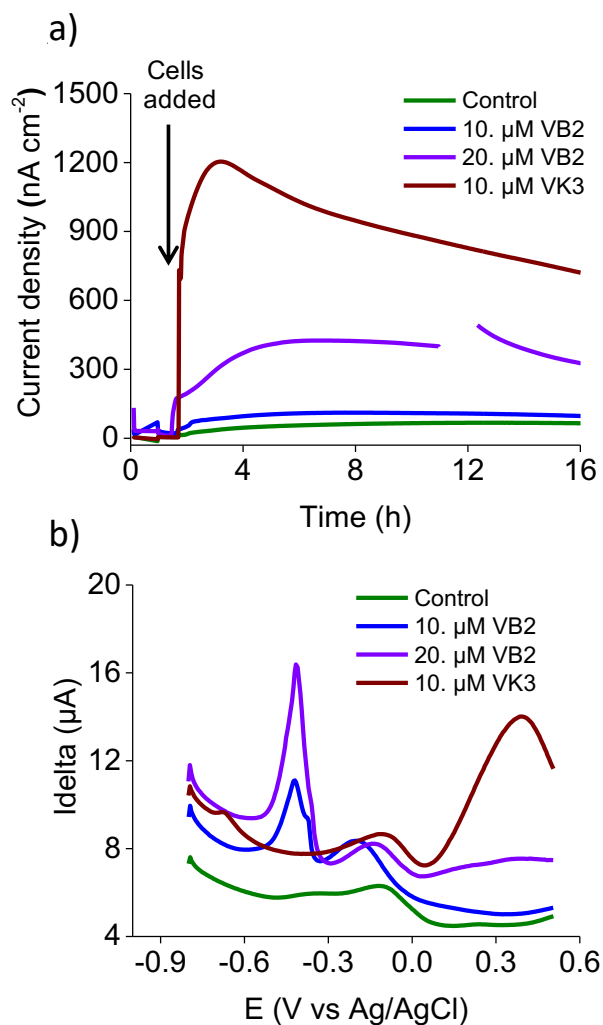 a)
Cells
added
Control
10. µM VB2
20. µM VB2
10. µM VK3
Current density (nA cm⁻²)
1500
1200
900
600
300
0
0 4 8 12 16
Time (h)
b)
Control
10. µM VB2
20. µM VB2
10. µM VK3
Idelta (µA)
20
16
12
8
4
-0.9 -0.6 -0.3 0.0 0.3 0.6
E (V vs Ag/AgCl)